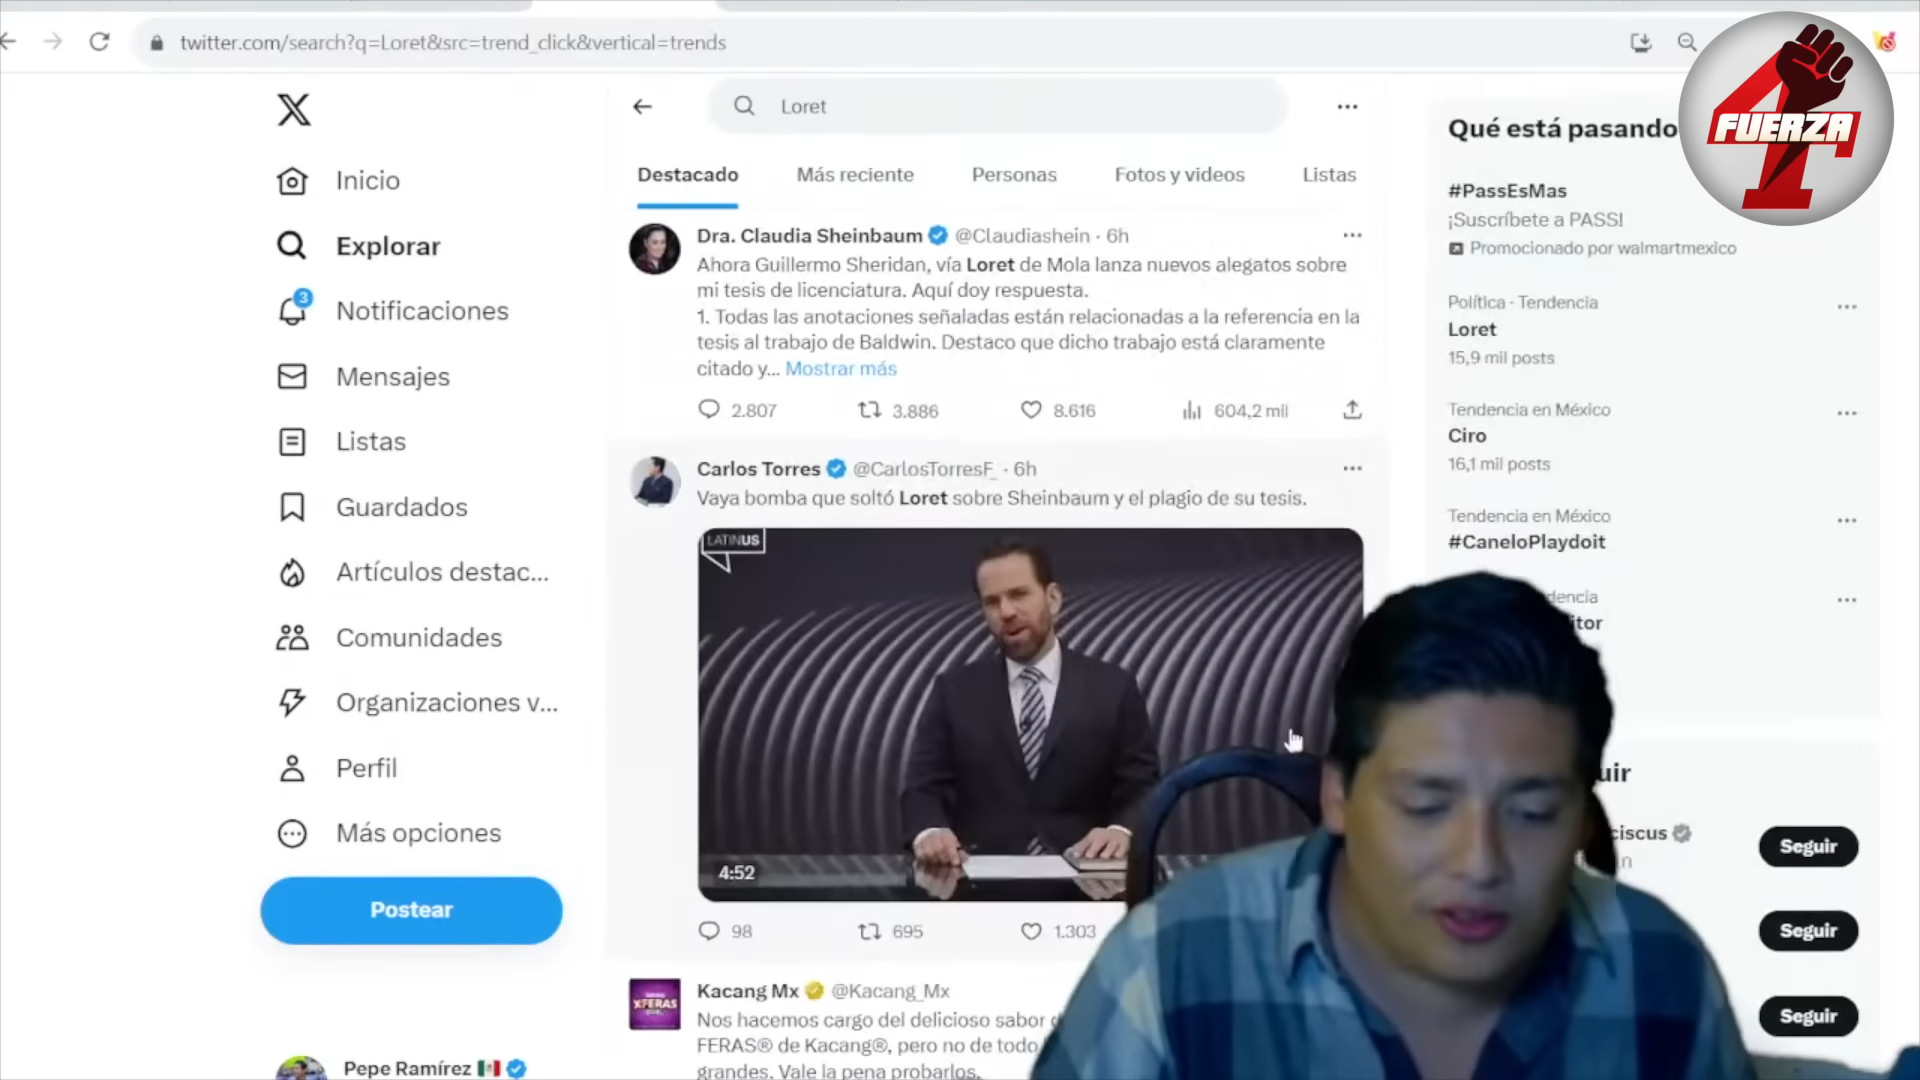 twitter.com/search?q=Loret&src=trend_click&vertical=trends
FUERZA
4T
Inicio
Explorar
3
Notificaciones
Mensajes
Listas
Guardados
Artículos destac...
Comunidades
Organizaciones v...
Perfil
Más opciones
Postear
Pepe Ramírez
Loret
Destacado
Más reciente
Personas
Fotos y videos
Listas
Dra. Claudia Sheinbaum @Claudiashein · 6h
Ahora Guillermo Sheridan, vía Loret de Mola lanza nuevos alegatos sobre
mi tesis de licenciatura. Aquí doy respuesta.
1. Todas las anotaciones señaladas están relacionadas a la referencia en la
tesis al trabajo de Baldwin. Destaco que dicho trabajo está claramente
citado y... Mostrar más
2.807 3.886 8.616 604,2 mil
Carlos Torres @CarlosTorresF_ · 6h
Vaya bomba que soltó Loret sobre Sheinbaum y el plagio de su tesis.
LATINUS
4:52
98 695 1.303
Kacang Mx @Kacang_Mx
XFERAS
Nos hacemos cargo del delicioso sabor
FERAS® de Kacang®, pero no de todo
grandes. Vale la pena probarlos.
Qué está pasando
#PassEsMas
¡Suscríbete a PASS!
Promocionado por walmartmexico
Política · Tendencia
Loret
15,9 mil posts
Tendencia en México
Ciro
16,1 mil posts
Tendencia en México
#CaneloPlaydoit
dencia
itor
uir
ciscus
n
Seguir
Seguir
Seguir